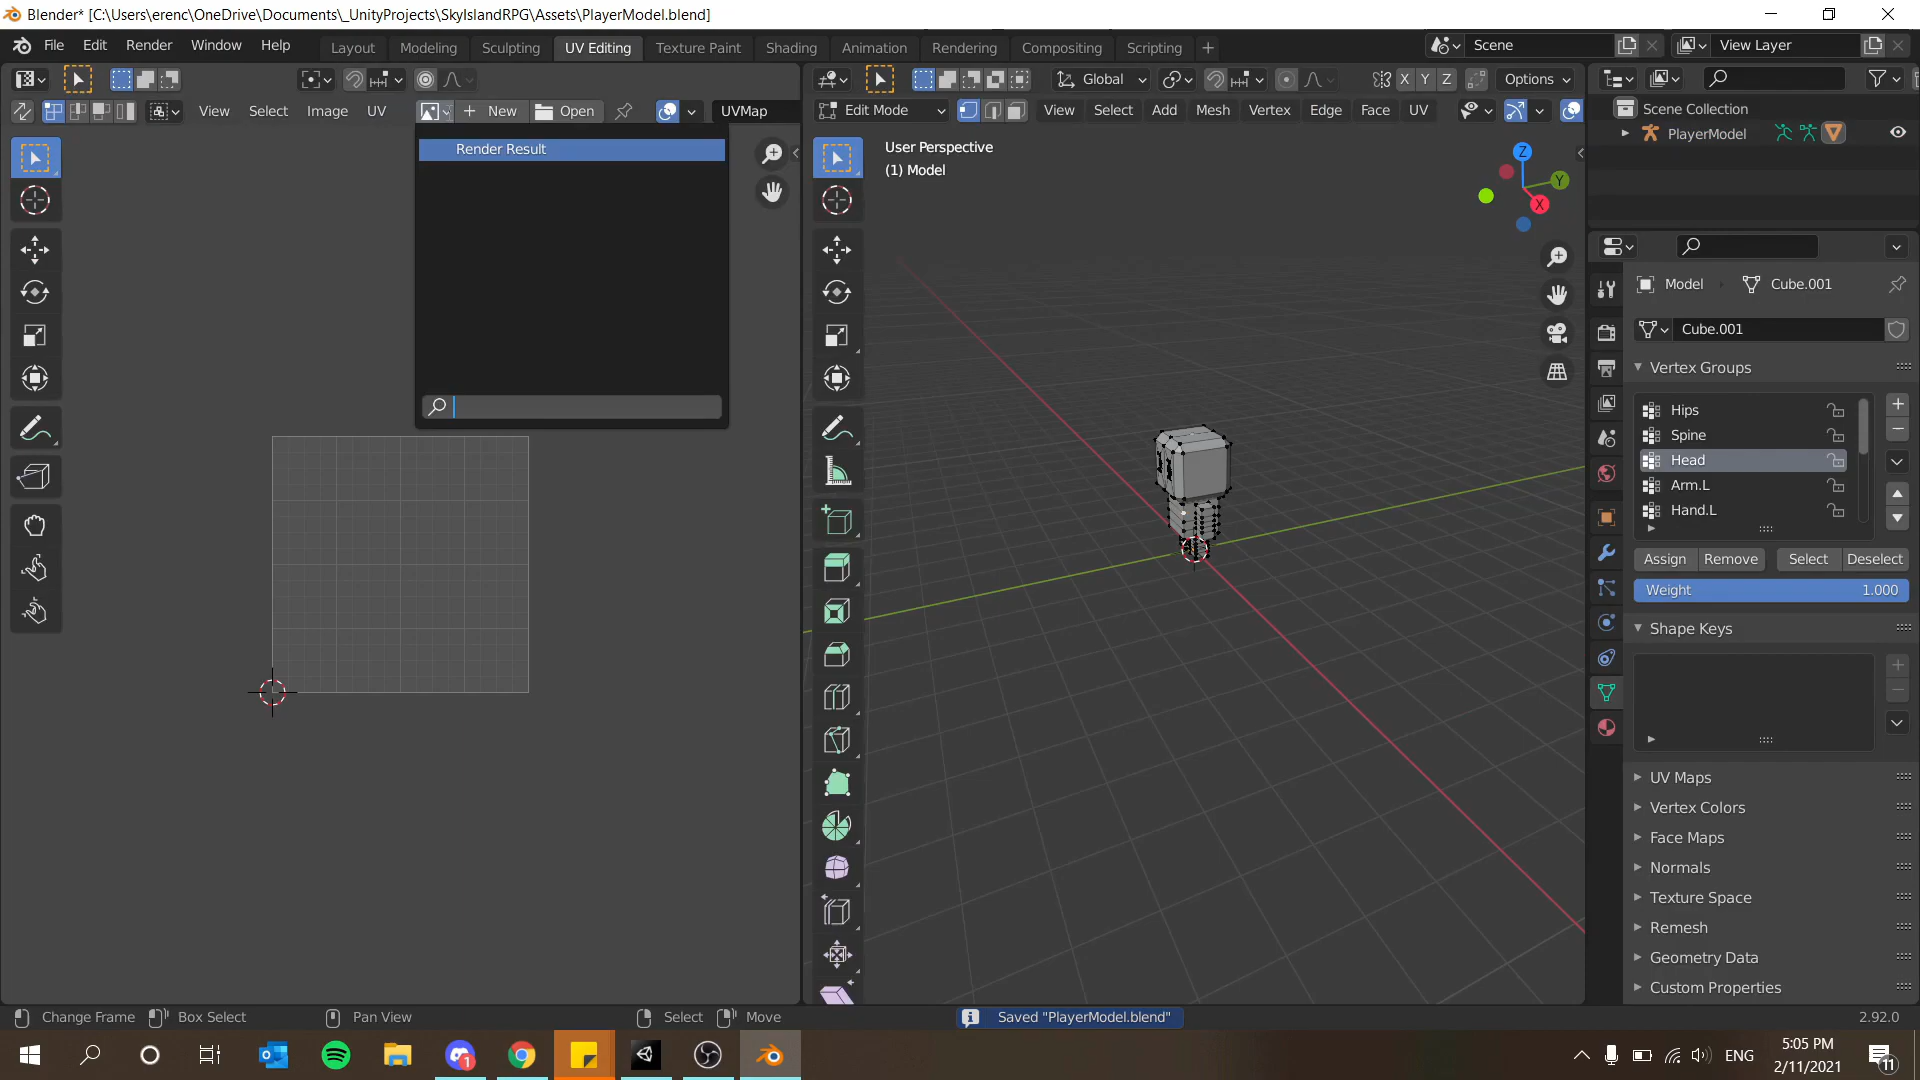 Blender* [C:\Users\erenc\OneDrive\Documents\_UnityProjects\SkyIslandRPG\Assets\PlayerModel.blend]
File Edit Render Window Help Layout Modeling Sculpting UV Editing Texture Paint Shading Animation Rendering Compositing Scripting + Scene View Layer
Global X Y Z Options
View Select Image UV New Open UVMap Edit Mode View Select Add Mesh Vertex Edge Face UV
Scene Collection
PlayerModel
Render Result
User Perspective
(1) Model
Z
Y
X
Model Cube.001
Cube.001
Vertex Groups
Hips
Spine
Head
Arm.L
Hand.L
Assign Remove Select Deselect
Weight 1.000
Shape Keys
UV Maps
Vertex Colors
Face Maps
Normals
Texture Space
Remesh
Geometry Data
Custom Properties
Change Frame Box Select Pan View Select Move Saved "PlayerModel.blend" 2.92.0
1
ENG
5:05 PM
2/11/2021
11